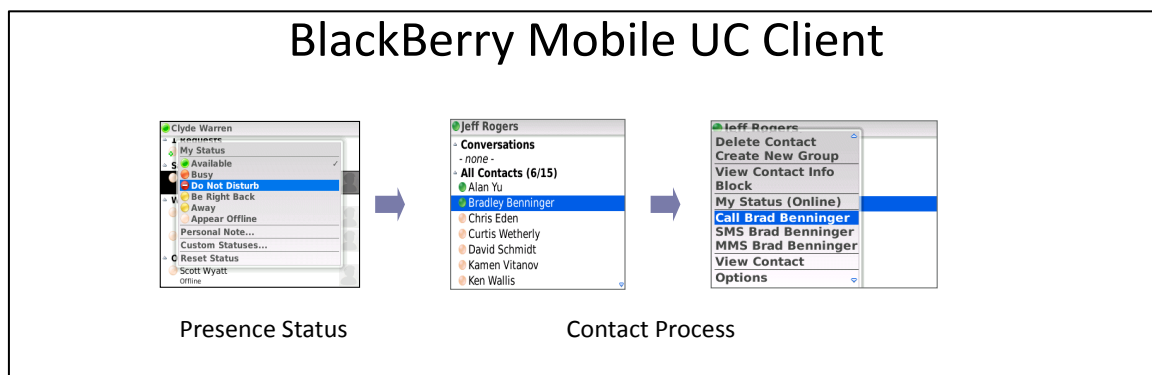 BlackBerry Mobile UC Client
Clyde Warren
1 Requests
My Status
Available ✓
Busy
Do Not Disturb
Be Right Back
Away
Appear Offline
Personal Note...
Custom Statuses...
Reset Status
Scott Wyatt
Offline
Jeff Rogers
Conversations
- none -
All Contacts (6/15)
Alan Yu
Bradley Benninger
Chris Eden
Curtis Wetherly
David Schmidt
Kamen Vitanov
Ken Wallis
Jeff Rogers
Delete Contact
Create New Group
View Contact Info
Block
My Status (Online)
Call Brad Benninger
SMS Brad Benninger
MMS Brad Benninger
View Contact
Options
Presence Status
Contact Process